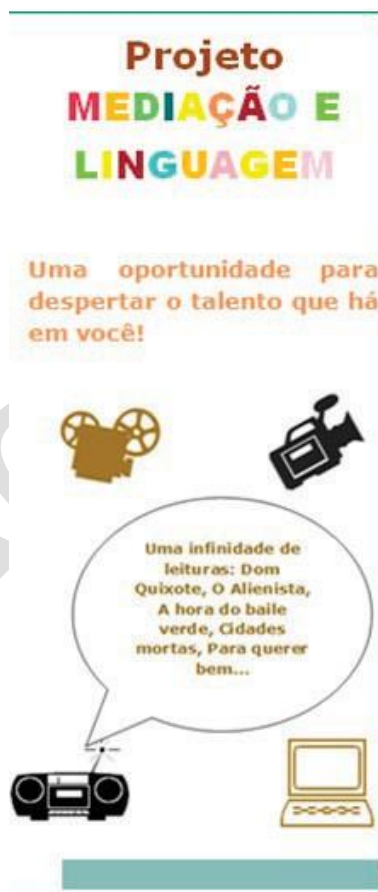 Projeto
MEDIAÇÃO E
LINGUAGEM
Uma oportunidade para
despertar o talento que há
em você!
Uma infinidade de
leituras: Dom
Quixote, O Alienista,
A hora do baile
verde, Cidades
mortas, Para querer
bem...